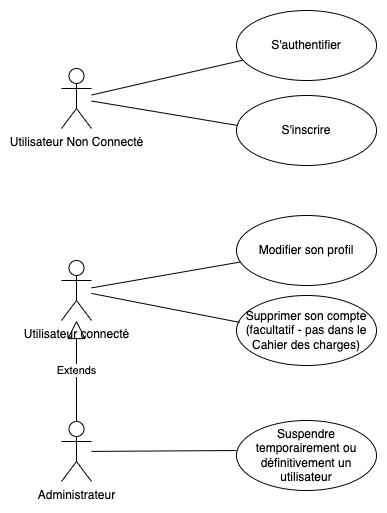 S'authentifier
Utilisateur Non Connecté
S'inscrire
Modifier son profil
Utilisateur connecté
Supprimer son compte
(facultatif - pas dans le
Cahier des charges)
Extends
Administrateur
Suspendre
temporairement ou
définitivement un
utilisateur